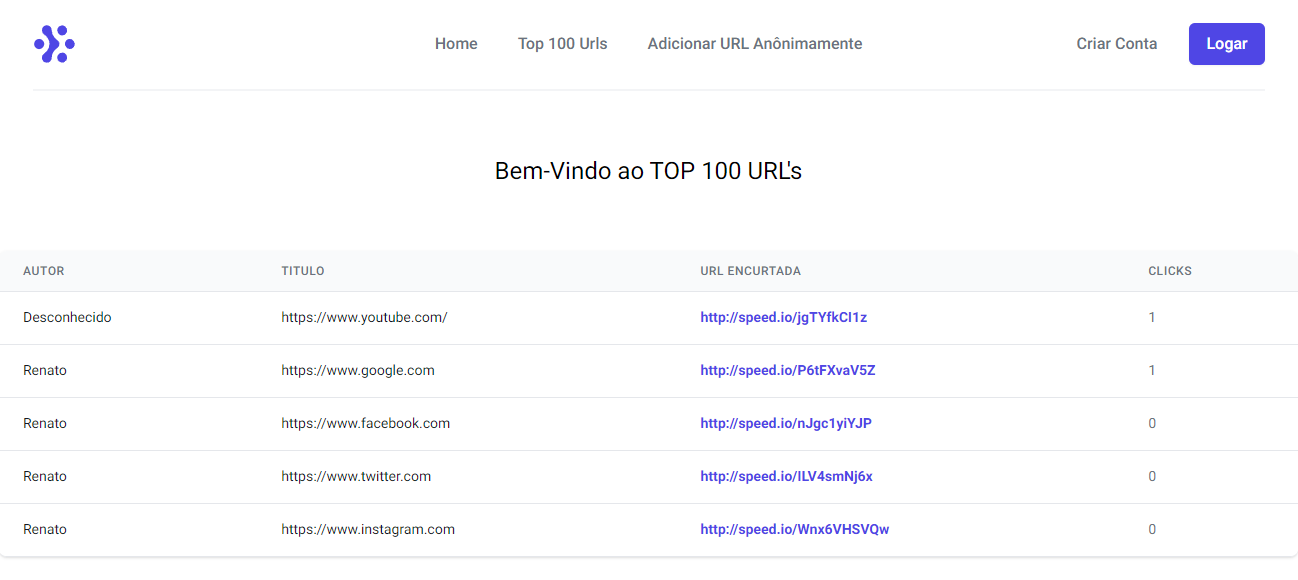 Home Top 100 Urls Adicionar URL Anônimamente Criar Conta Logar
Bem-Vindo ao TOP 100 URL's
AUTOR TITULO URL ENCURTADA CLICKS
Desconhecido https://www.youtube.com/ http://speed.io/jgTYfkCI1z 1
Renato https://www.google.com http://speed.io/P6tFXvaV5Z 1
Renato https://www.facebook.com http://speed.io/nJgc1yiYJP 0
Renato https://www.twitter.com http://speed.io/ILV4smNj6x 0
Renato https://www.instagram.com http://speed.io/Wnx6VHSVQw 0